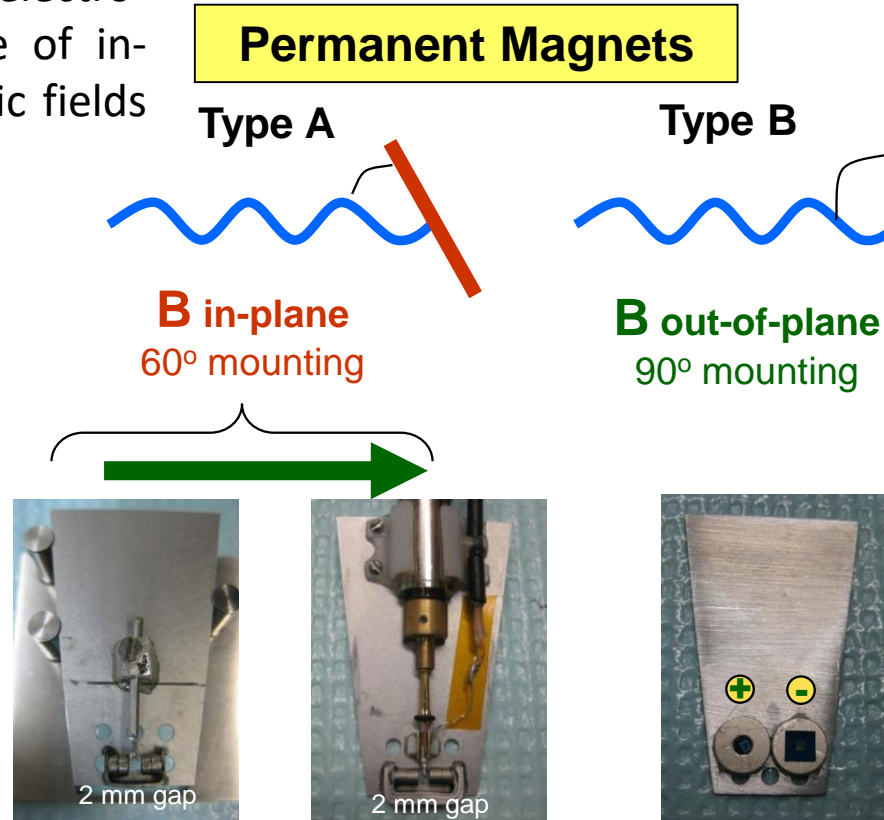 e of in-
ic fields
Permanent Magnets
Type A
Type B
B in-plane
60º mounting
B out-of-plane
90º mounting
+
-
2 mm gap
2 mm gap